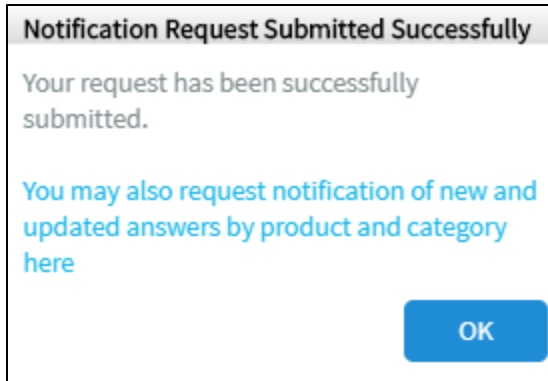 Notification Request Submitted Successfully
Your request has been successfully
submitted.
You may also request notification of new and
updated answers by product and category
here
OK